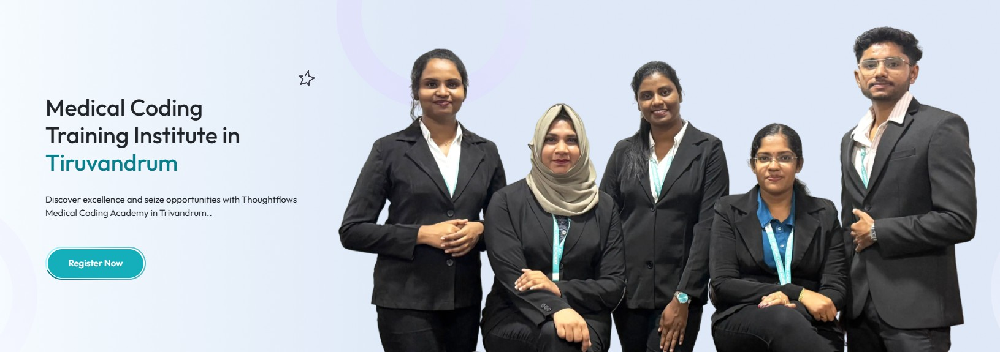 Medical Coding
Training Institute in
Tiruvandrum
Discover excellence and seize opportunities with Thoughtflows
Medical Coding Academy in Trivandrum..
Register Now